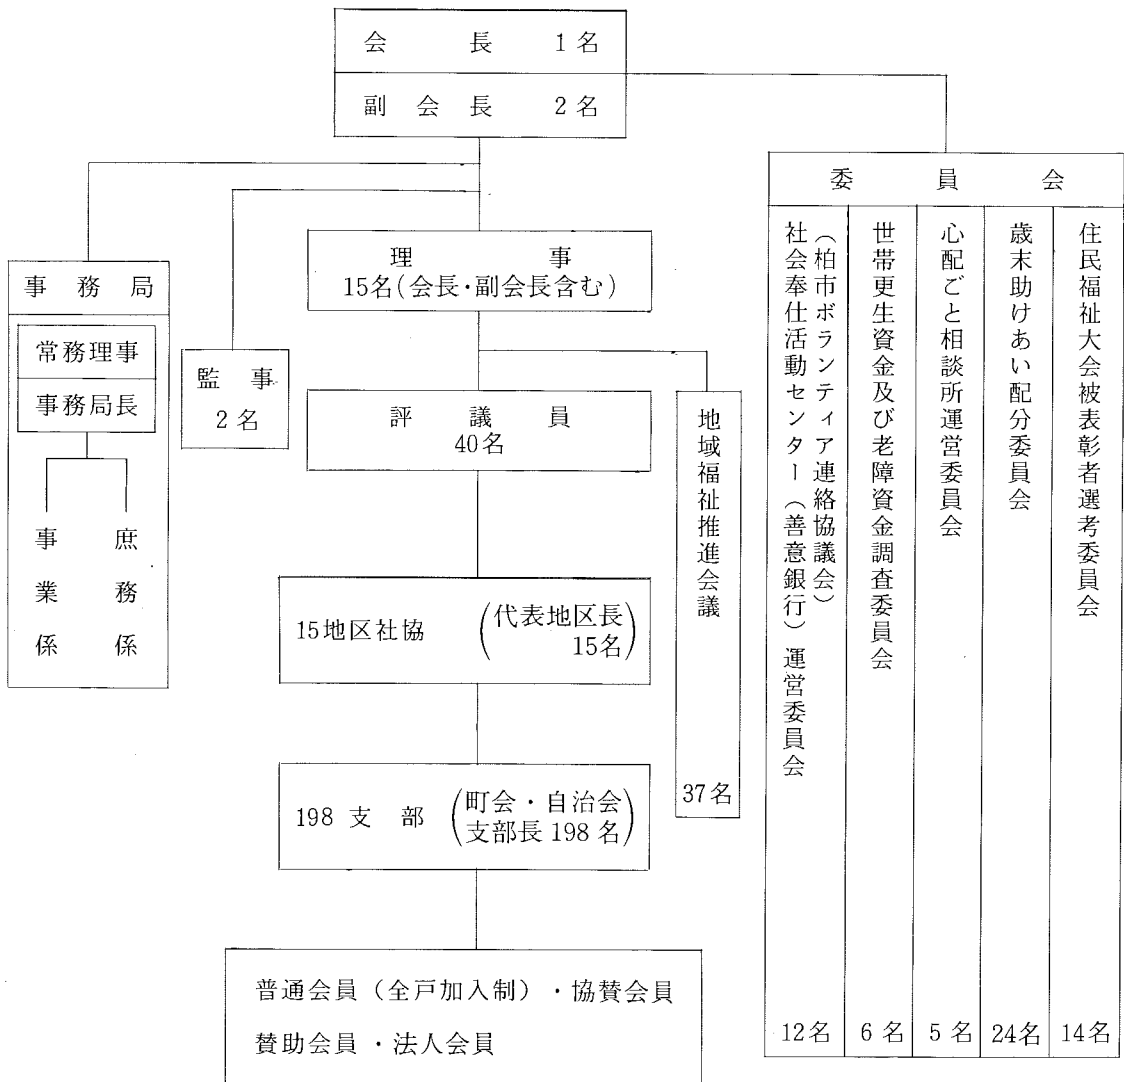 会長 1名
副会長 2名
事務局
常務理事
事務局長
事業係
庶務係
監事
2名
理事
15名(会長・副会長含む)
評議員
40名
地域福祉推進会議
37名
15地区社協 (代表地区長
15名)
198支部 (町会・自治会
支部長198名)
普通会員(全戸加入制)・協賛会員
賛助会員・法人会員
委員会
住民福祉大会被表彰者選考委員会
14名
歳末助けあい配分委員会
24名
心配ごと相談所運営委員会
5名
世帯更生資金及び老障資金調査委員会
6名
(柏市ボランティア連絡協議会)
社会奉仕活動センター(善意銀行)運営委員会
12名